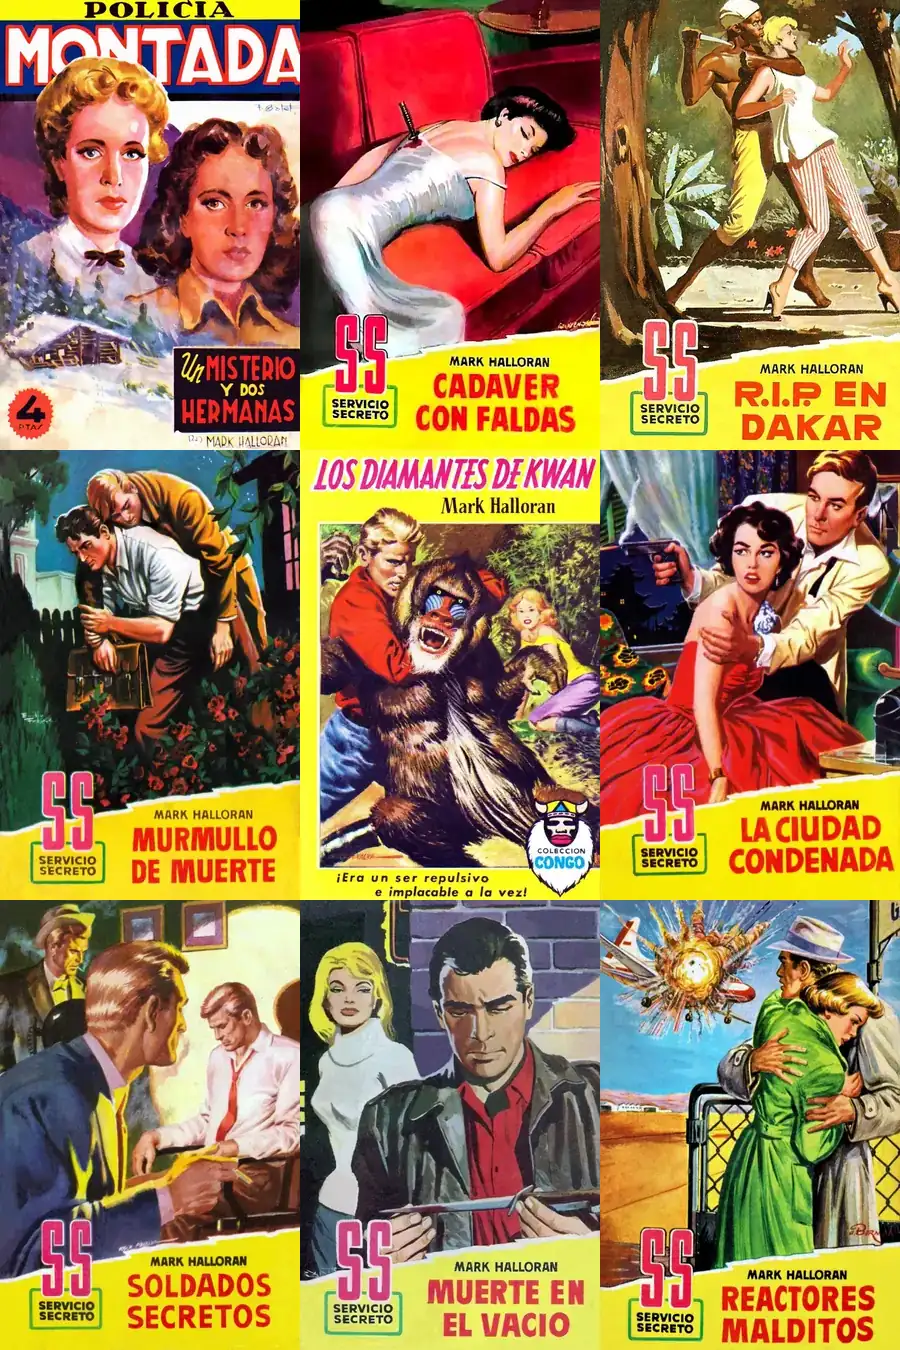 POLICIA
MONTADA
Un MISTERIO
Y DOS
HERMANAS
4
PTAS
MARK HALLORAN
SS
SERVICIO
SECRETO
MARK HALLORAN
CADAVER
CON FALDAS
SS
SERVICIO
SECRETO
MARK HALLORAN
R.I.P. EN
DAKAR
SS
SERVICIO
SECRETO
MARK HALLORAN
MURMULLO
DE MUERTE
LOS DIAMANTES DE KWAN
Mark Halloran
COLECCION
CONGO
¡Era un ser repulsivo
e implacable a la vez!
SS
SERVICIO
SECRETO
MARK HALLORAN
LA CIUDAD
CONDENADA
SS
SERVICIO
SECRETO
MARK HALLORAN
SOLDADOS
SECRETOS
SS
SERVICIO
SECRETO
MARK HALLORAN
MUERTE EN
EL VACIO
SS
SERVICIO
SECRETO
MARK HALLORAN
REACTORES
MALDITOS